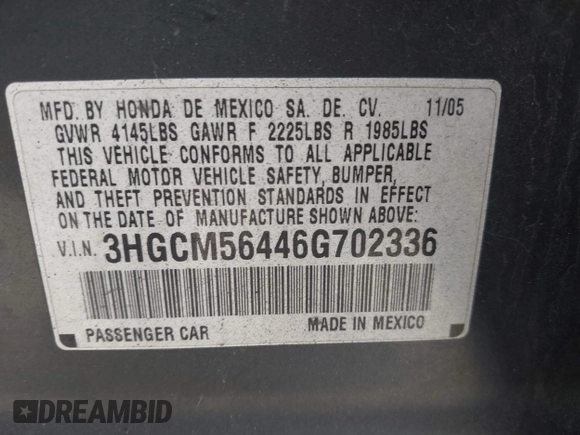 MFD. BY HONDA DE MEXICO SA. DE. CV. 11/05
GVWR 4145LBS GAWR F 2225LBS R 1985LBS
THIS VEHICLE CONFORMS TO ALL APPLICABLE
FEDERAL MOTOR VEHICLE SAFETY, BUMPER,
AND THEFT PREVENTION STANDARDS IN EFFECT
ON THE DATE OF MANUFACTURE SHOWN ABOVE.
V.I.N. 3HGCM56446G702336
PASSENGER CAR MADE IN MEXICO
DREAMBID